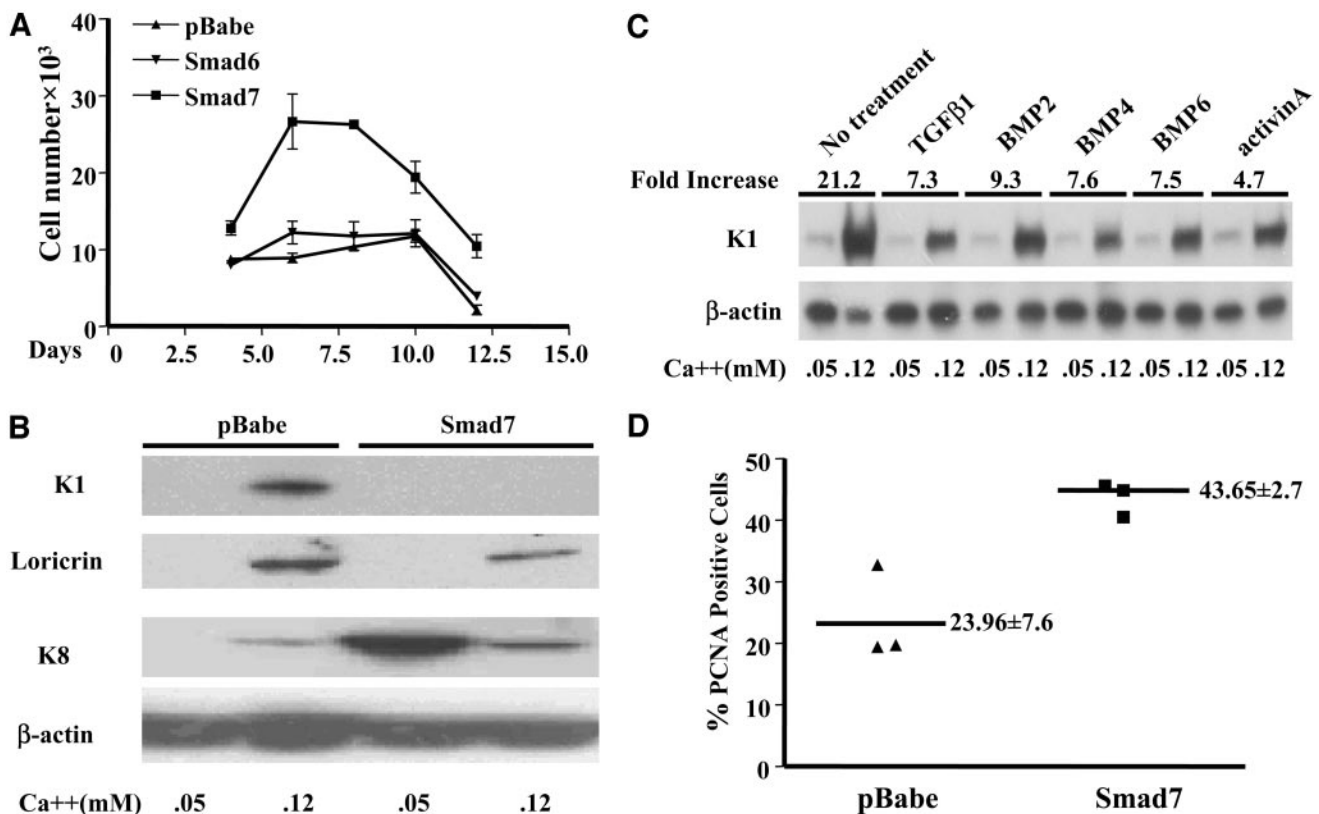 A
pBabe
Smad6
Smad7
Cell number×10³
40
30
20
10
0
Days
0 2.5 5.0 7.5 10.0 12.5 15.0
B
pBabe Smad7
K1
Loricrin
K8
β-actin
Ca++(mM) .05 .12 .05 .12
C
No treatment TGFβ1 BMP2 BMP4 BMP6 activinA
Fold Increase 21.2 7.3 9.3 7.6 7.5 4.7
K1
β-actin
Ca++(mM) .05 .12 .05 .12 .05 .12 .05 .12 .05 .12 .05 .12
D
% PCNA Positive Cells
50
40
30
20
10
0
23.96±7.6
43.65±2.7
pBabe Smad7